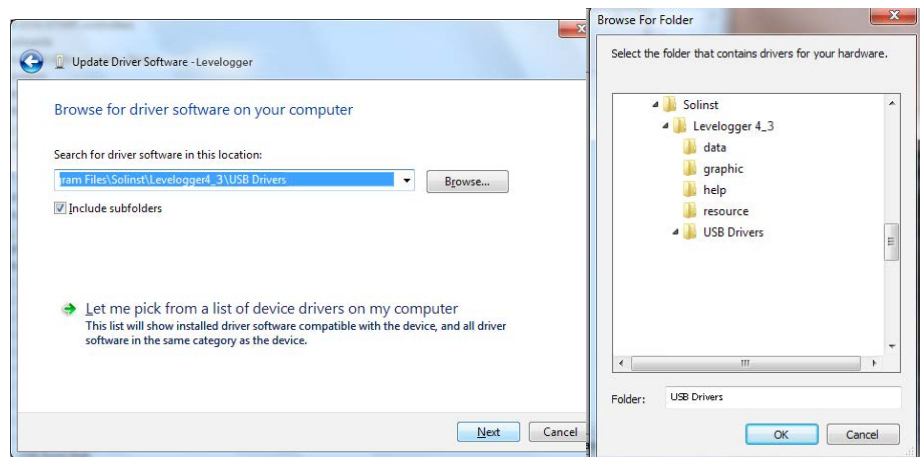 Update Driver Software - Levelogger
Browse for driver software on your computer
Search for driver software in this location:
gram Files\Solinst\Levelogger4_3\USB Drivers
Browse...
Include subfolders
Let me pick from a list of device drivers on my computer
This list will show installed driver software compatible with the device, and all driver
software in the same category as the device.
Next
Cancel
Browse For Folder
Select the folder that contains drivers for your hardware.
Solinst
Levelogger 4_3
data
graphic
help
resource
USB Drivers
Folder:
USB Drivers
OK
Cancel